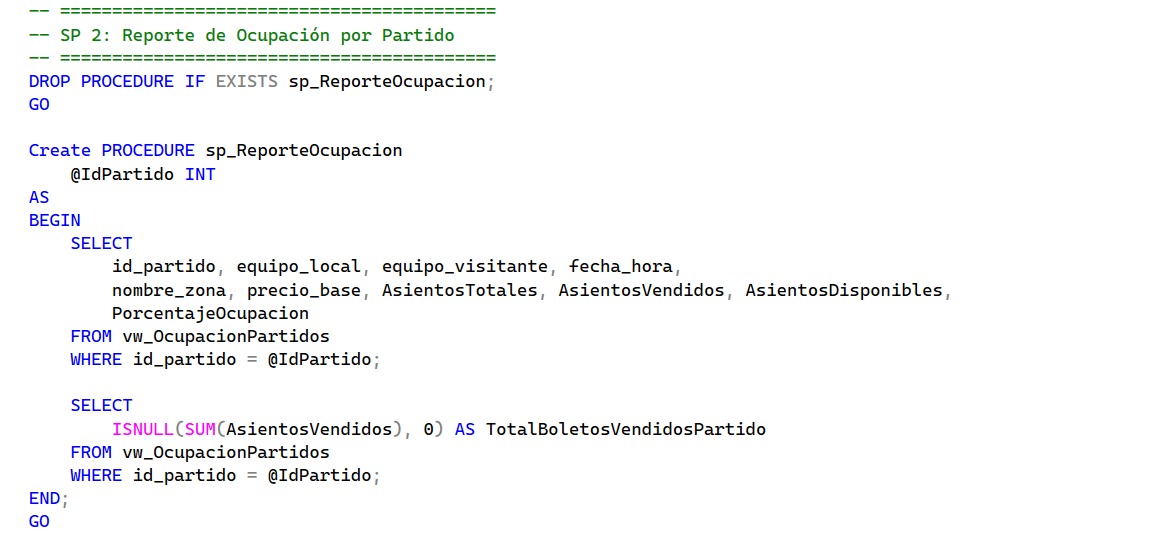 -- ==========================================
-- SP 2: Reporte de Ocupación por Partido
-- ==========================================
DROP PROCEDURE IF EXISTS sp_ReporteOcupacion;
GO
Create PROCEDURE sp_ReporteOcupacion
    @IdPartido INT
AS
BEGIN
    SELECT
        id_partido, equipo_local, equipo_visitante, fecha_hora,
        nombre_zona, precio_base, AsientosTotales, AsientosVendidos, AsientosDisponibles,
        PorcentajeOcupacion
    FROM vw_OcupacionPartidos
    WHERE id_partido = @IdPartido;
    SELECT
        ISNULL(SUM(AsientosVendidos), 0) AS TotalBoletosVendidosPartido
    FROM vw_OcupacionPartidos
    WHERE id_partido = @IdPartido;
END;
GO